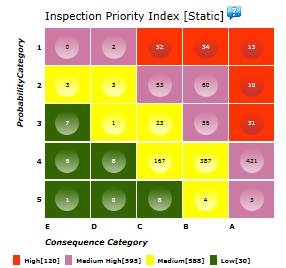 Inspection Priority Index [Static]
ProbabilityCategory
1 0 2 32 34 13
2 3 3 53 60 10
3 7 1 23 56 31
4 6 8 167 387 421
5 1 0 8 4 3
E D C B A
Consequence Category
High[120] Medium High[595] Medium[588] Low[30]